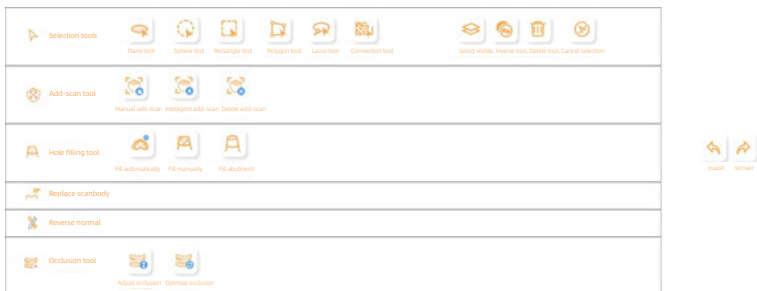 Selection tools
Plane tool Sphere tool Rectangle tool Polygon tool Lasso tool Connection tool Select visible, Inverse tool, Delete tool, Cancel selection
Add-scan tool
Manual add-scan Intelligent add-scan Delete add-scan
Hole filling tool
Fill automatically Fill manually Fill abutment
quash recover
Replace scanbody
Reverse normal
Occlusion tool
Adjust occlusion Optimize occlusion